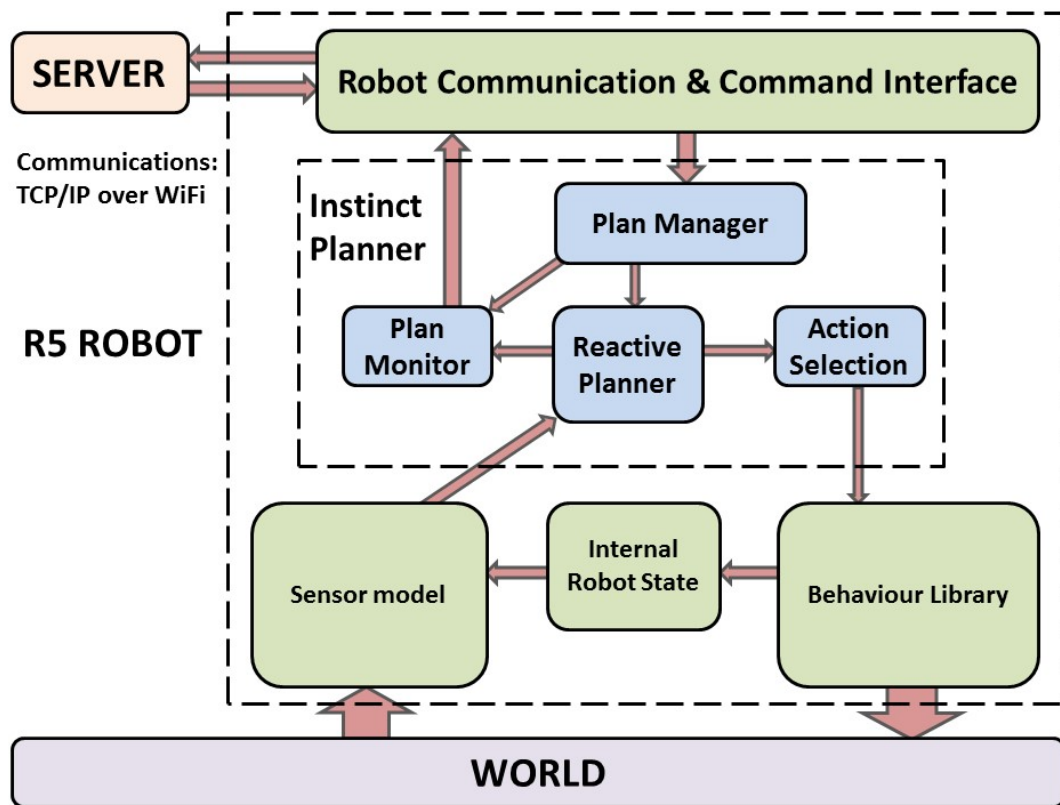 SERVER
Robot Communication & Command Interface
Communications:
TCP/IP over WiFi
Instinct
Planner
Plan Manager
R5 ROBOT
Plan
Monitor
Reactive
Planner
Action
Selection
Sensor model
Internal
Robot State
Behaviour Library
WORLD